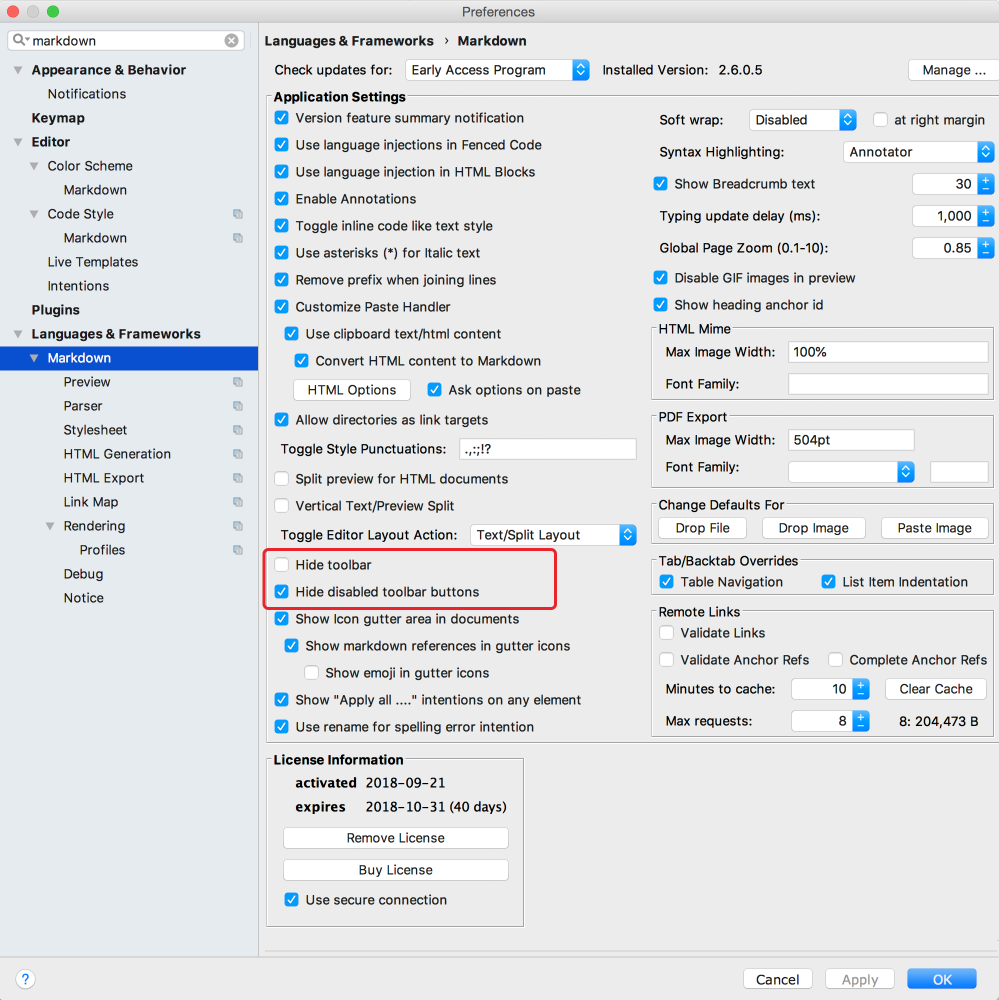 Preferences
markdown
Appearance & Behavior
Notifications
Keymap
Editor
Color Scheme
Markdown
Code Style
Markdown
Live Templates
Intentions
Plugins
Languages & Frameworks
Markdown
Preview
Parser
Stylesheet
HTML Generation
HTML Export
Link Map
Rendering
Profiles
Debug
Notice
Languages & Frameworks › Markdown
Check updates for: Early Access Program Installed Version: 2.6.0.5 Manage ...
Application Settings
Version feature summary notification
Use language injections in Fenced Code
Use language injection in HTML Blocks
Enable Annotations
Toggle inline code like text style
Use asterisks (*) for Italic text
Remove prefix when joining lines
Customize Paste Handler
Use clipboard text/html content
Convert HTML content to Markdown
HTML Options Ask options on paste
Allow directories as link targets
Toggle Style Punctuations: .,:;!?
Split preview for HTML documents
Vertical Text/Preview Split
Toggle Editor Layout Action: Text/Split Layout
Hide toolbar
Hide disabled toolbar buttons
Show Icon gutter area in documents
Show markdown references in gutter icons
Show emoji in gutter icons
Show "Apply all ...." intentions on any element
Use rename for spelling error intention
Soft wrap: Disabled at right margin
Syntax Highlighting: Annotator
Show Breadcrumb text 30
Typing update delay (ms): 1,000
Global Page Zoom (0.1-10): 0.85
Disable GIF images in preview
Show heading anchor id
HTML Mime
Max Image Width: 100%
Font Family:
PDF Export
Max Image Width: 504pt
Font Family:
Change Defaults For
Drop File Drop Image Paste Image
Tab/Backtab Overrides
Table Navigation List Item Indentation
Remote Links
Validate Links
Validate Anchor Refs Complete Anchor Refs
Minutes to cache: 10 Clear Cache
Max requests: 8 8: 204,473 B
License Information
activated 2018-09-21
expires 2018-10-31 (40 days)
Remove License
Buy License
Use secure connection
? Cancel Apply OK